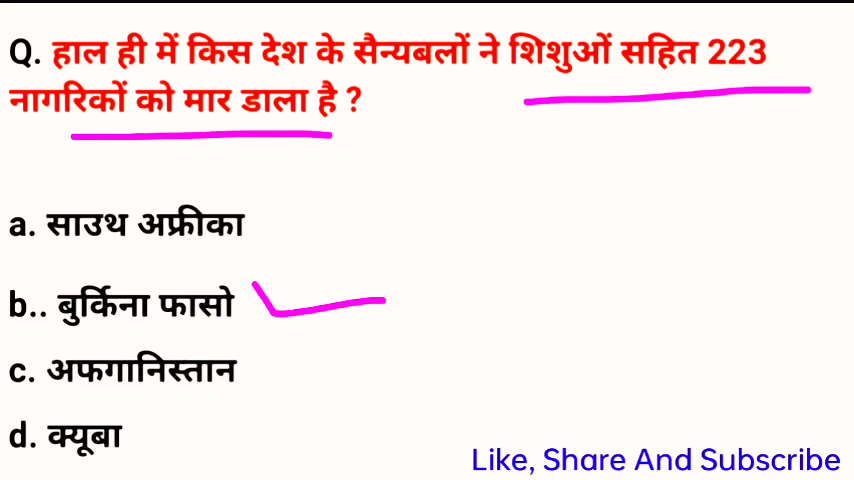 Q. हाल ही में किस देश के सैन्यबलों ने शिशुओं सहित 223
नागरिकों को मार डाला है ?
a. साउथ अफ्रीका
b.. बुर्किना फासो
c. अफगानिस्तान
d. क्यूबा
Like, Share And Subscribe